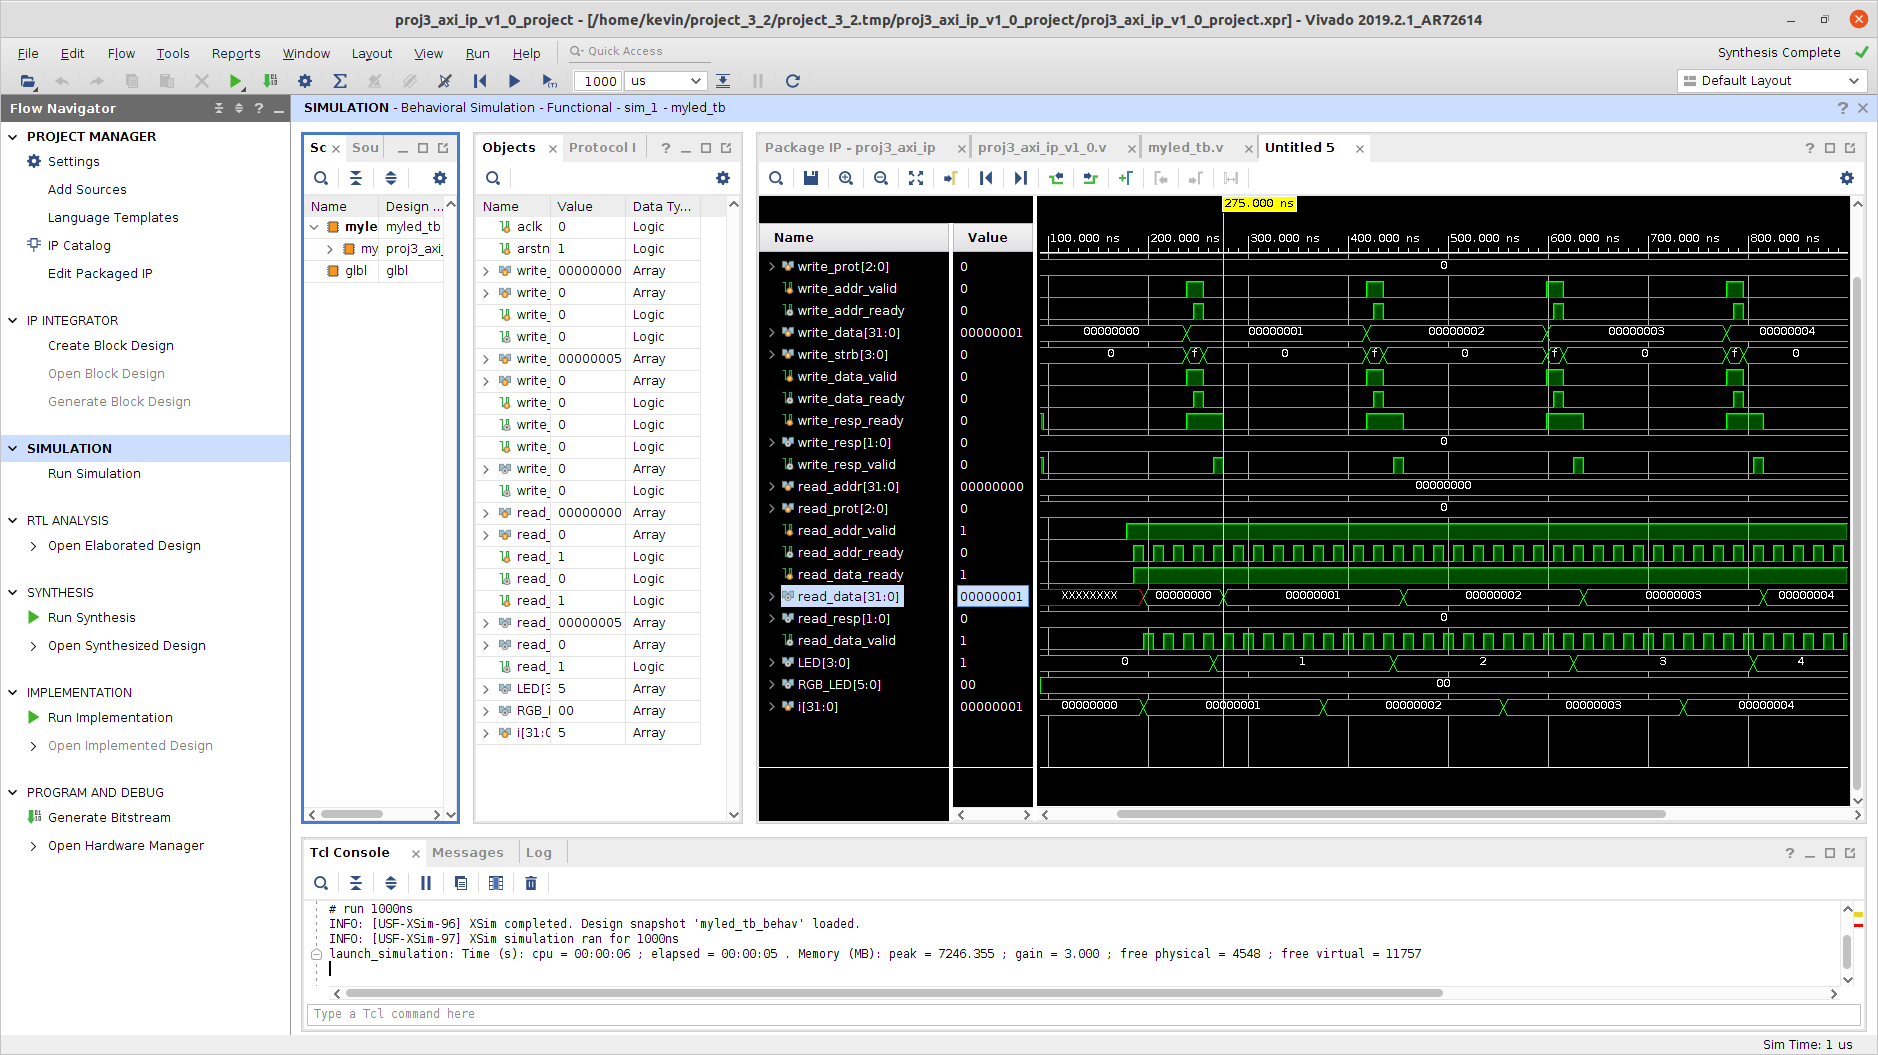 proj3_axi_ip_v1_0_project - [/home/kevin/project_3_2/project_3_2.tmp/proj3_axi_ip_v1_0_project/proj3_axi_ip_v1_0_project.xpr] - Vivado 2019.2.1_AR72614
File Edit Flow Tools Reports Window Layout View Run Help Quick Access
Synthesis Complete
1000 us
Default Layout
Flow Navigator
PROJECT MANAGER
Settings
Add Sources
Language Templates
IP Catalog
Edit Packaged IP
IP INTEGRATOR
Create Block Design
Open Block Design
Generate Block Design
SIMULATION
Run Simulation
RTL ANALYSIS
Open Elaborated Design
SYNTHESIS
Run Synthesis
Open Synthesized Design
IMPLEMENTATION
Run Implementation
Open Implemented Design
PROGRAM AND DEBUG
Generate Bitstream
Open Hardware Manager
SIMULATION - Behavioral Simulation - Functional - sim_1 - myled_tb
Sc Sou
Name Design ...
myle myled_tb
my proj3_axi_
glbl glbl
Objects Protocol I
Name Value Data Ty...
aclk 0 Logic
arstn 1 Logic
write_ 00000000 Array
write_ 0 Array
write_ 0 Logic
write_ 0 Logic
write_ 00000005 Array
write_ 0 Array
write_ 0 Logic
write_ 0 Logic
write_ 0 Logic
write_ 0 Array
write_ 0 Logic
read_ 00000000 Array
read_ 0 Array
read_ 1 Logic
read_ 0 Logic
read_ 1 Logic
read_ 00000005 Array
read_ 0 Array
read_ 1 Logic
LED[3 5 Array
RGB_I 00 Array
i[31:0 5 Array
Package IP - proj3_axi_ip proj3_axi_ip_v1_0.v myled_tb.v Untitled 5
275.000 ns
Name Value
100.000 ns 200.000 ns 300.000 ns 400.000 ns 500.000 ns 600.000 ns 700.000 ns 800.000 ns
write_prot[2:0] 0 0
write_addr_valid 0
write_addr_ready 0
write_data[31:0] 00000001 00000000 00000001 00000002 00000003 00000004
write_strb[3:0] 0 0 f 0 f 0 f 0 f 0
write_data_valid 0
write_data_ready 0
write_resp_ready 0
write_resp[1:0] 0 0
write_resp_valid 0
read_addr[31:0] 00000000 00000000
read_prot[2:0] 0 0
read_addr_valid 1
read_addr_ready 0
read_data_ready 1
read_data[31:0] 00000001 XXXXXXXX 00000000 00000001 00000002 00000003 00000004
read_resp[1:0] 0 0
read_data_valid 1
LED[3:0] 1 0 1 2 3 4
RGB_LED[5:0] 00 00
i[31:0] 00000001 00000000 00000001 00000002 00000003 00000004
Tcl Console Messages Log
# run 1000ns
INFO: [USF-XSim-96] XSim completed. Design snapshot 'myled_tb_behav' loaded.
INFO: [USF-XSim-97] XSim simulation ran for 1000ns
launch_simulation: Time (s): cpu = 00:00:06 ; elapsed = 00:00:05 . Memory (MB): peak = 7246.355 ; gain = 3.000 ; free physical = 4548 ; free virtual = 11757
Type a Tcl command here
Sim Time: 1 us